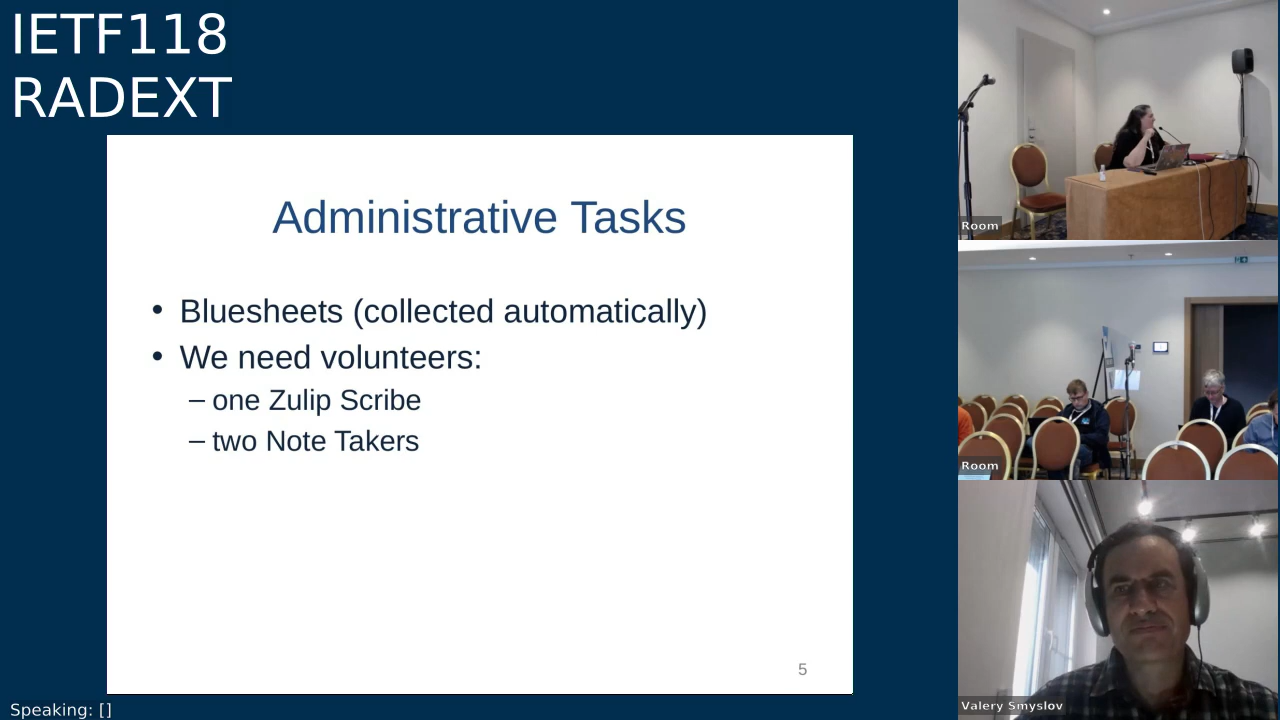 IETF118
RADEXT
Administrative Tasks
• Bluesheets (collected automatically)
• We need volunteers:
– one Zulip Scribe
– two Note Takers
5
Speaking: []
Room
Room
Valery Smyslov